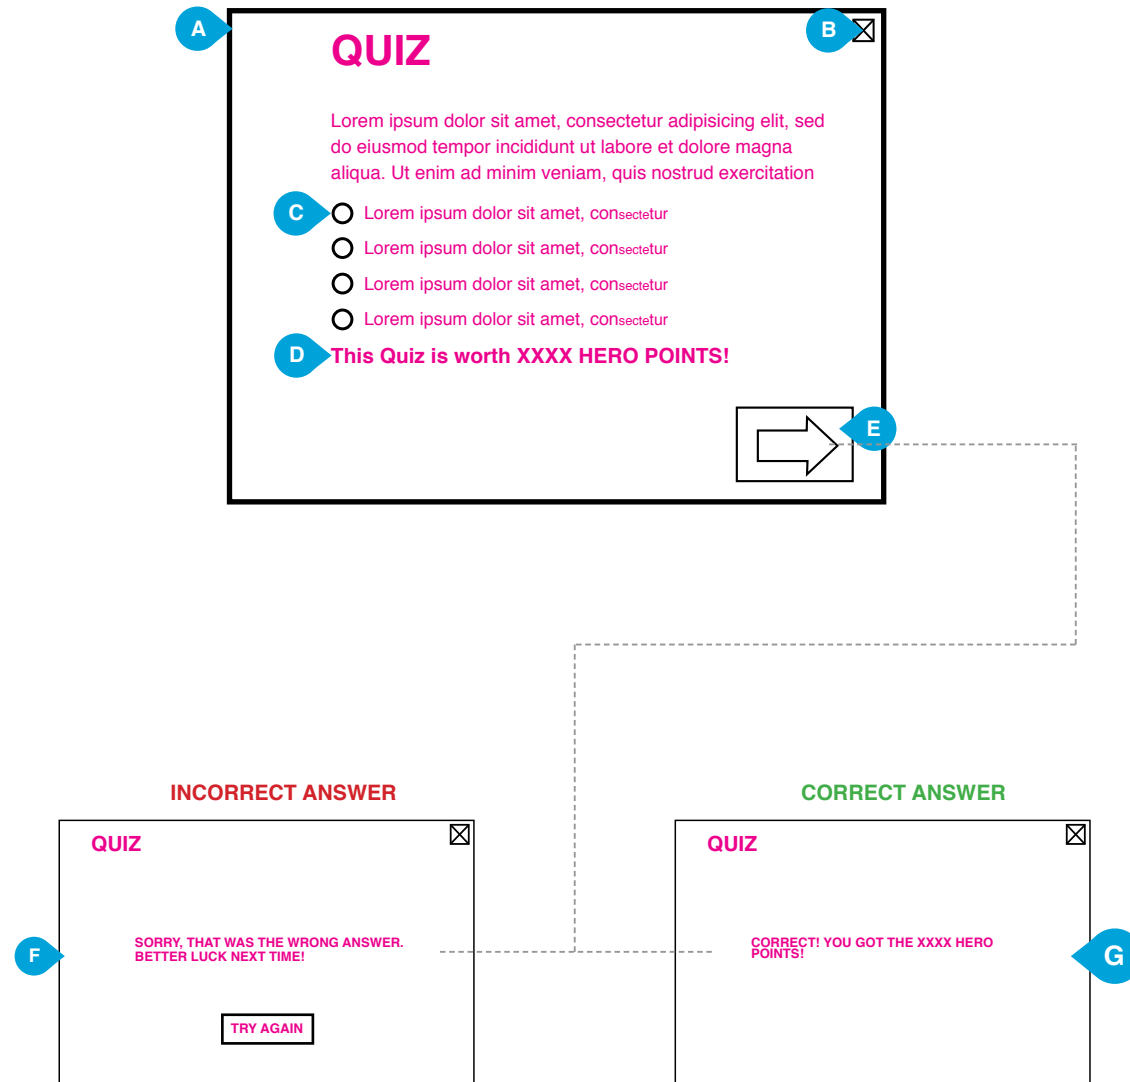 A
B
QUIZ
Lorem ipsum dolor sit amet, consectetur adipisicing elit, sed
do eiusmod tempor incididunt ut labore et dolore magna
aliqua. Ut enim ad minim veniam, quis nostrud exercitation
C
Lorem ipsum dolor sit amet, consectetur
Lorem ipsum dolor sit amet, consectetur
Lorem ipsum dolor sit amet, consectetur
Lorem ipsum dolor sit amet, consectetur
D
This Quiz is worth XXXX HERO POINTS!
E
INCORRECT ANSWER
QUIZ
F
SORRY, THAT WAS THE WRONG ANSWER.
BETTER LUCK NEXT TIME!
TRY AGAIN
CORRECT ANSWER
QUIZ
CORRECT! YOU GOT THE XXXX HERO
POINTS!
G